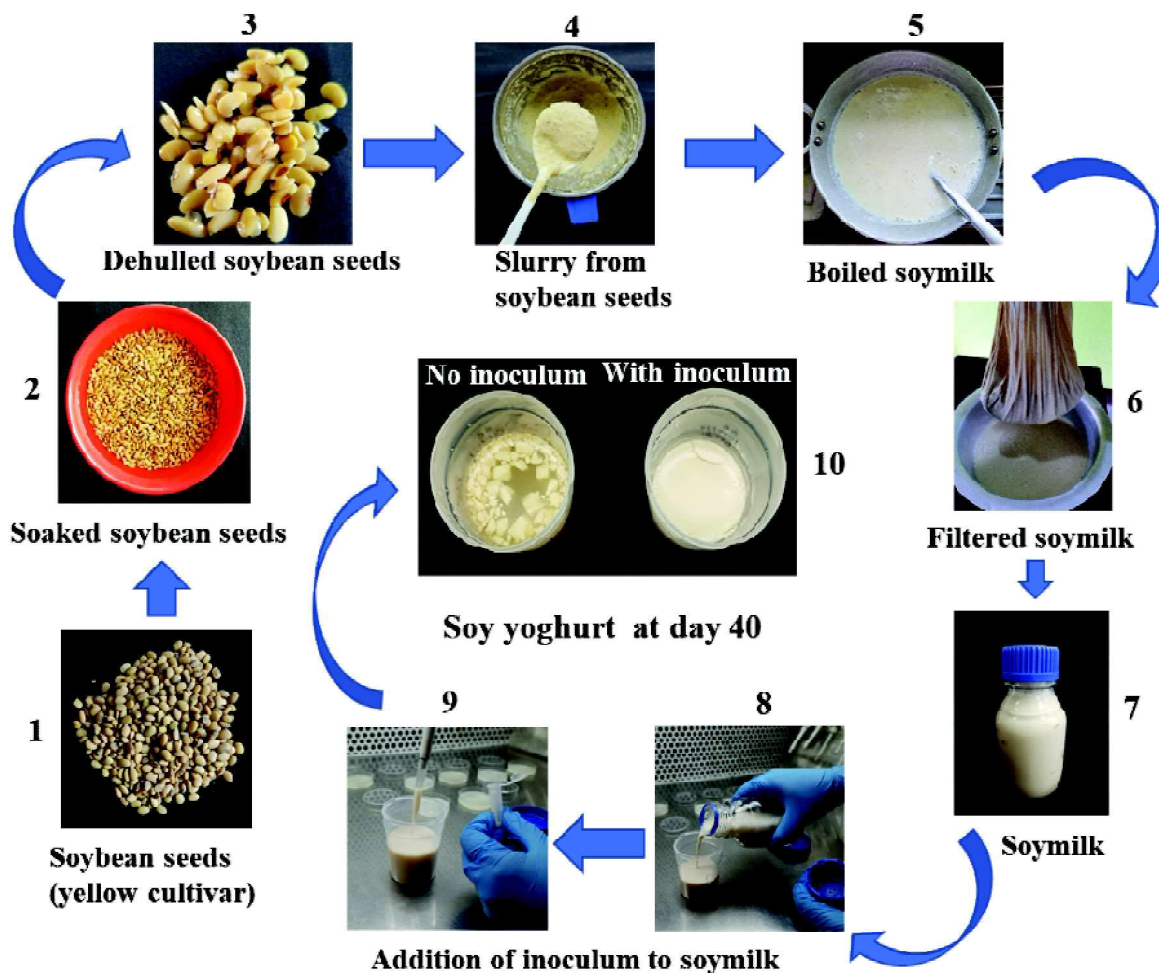 1
Soybean seeds
(yellow cultivar)
2
Soaked soybean seeds
3
Dehulled soybean seeds
4
Slurry from
soybean seeds
5
Boiled soymilk
6
Filtered soymilk
7
Soymilk
8
9
Addition of inoculum to soymilk
No inoculum
With inoculum
10
Soy yoghurt at day 40